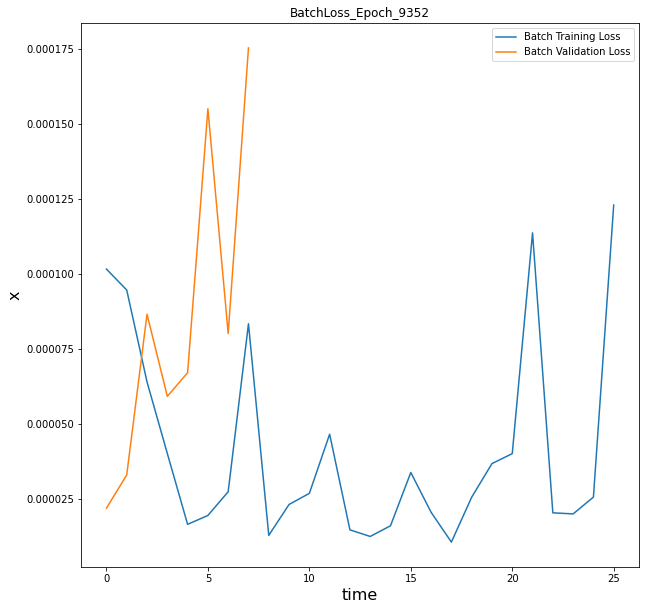 BatchLoss_Epoch_9352
Batch Training Loss
Batch Validation Loss
0.000175
0.000150
0.000125
0.000100
0.000075
0.000050
0.000025
x
0 5 10 15 20 25
time